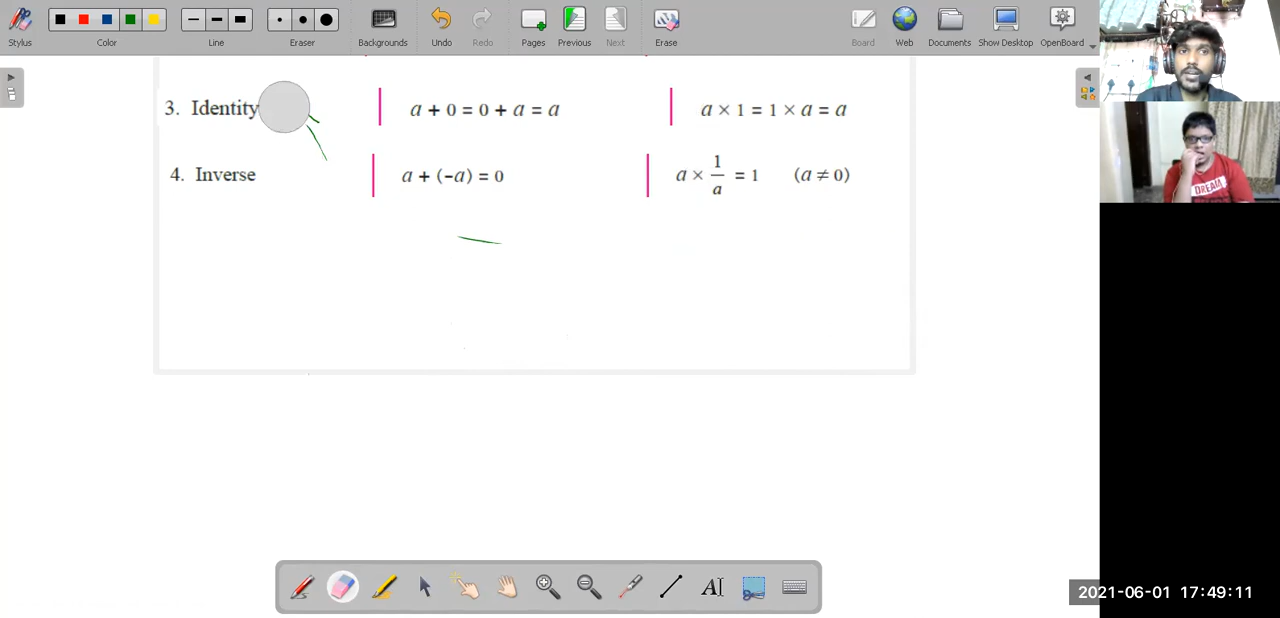 Stylus
Color
Line
Eraser
Backgrounds
Undo
Redo
Pages
Previous
Next
Erase
Board
Web
Documents
Show Desktop
OpenBoard
3. Identity
a + 0 = 0 + a = a
a × 1 = 1 × a = a
4. Inverse
a + (−a) = 0
a × 1/a = 1 (a ≠ 0)
DREAM
2021-06-01 17:49:11